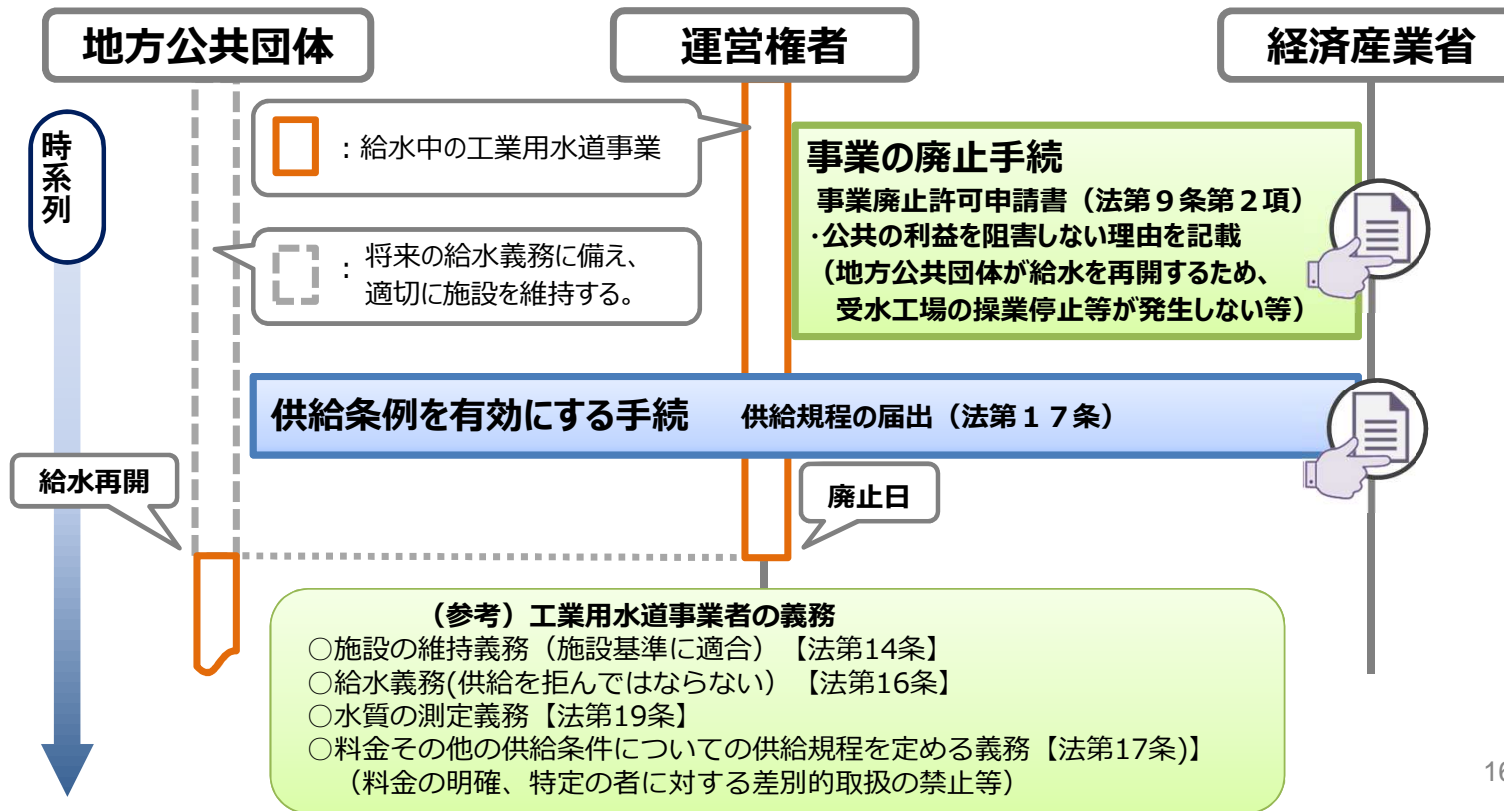 地方公共団体
運営権者
経済産業省
時系列
：給水中の工業用水道事業
：将来の給水義務に備え、
適切に施設を維持する。
事業の廃止手続
事業廃止許可申請書（法第９条第２項）
・公共の利益を阻害しない理由を記載
（地方公共団体が給水を再開するため、
受水工場の操業停止等が発生しない等）
供給条例を有効にする手続　供給規程の届出（法第１７条）
給水再開
廃止日
（参考）工業用水道事業者の義務
○施設の維持義務（施設基準に適合）【法第14条】
○給水義務(供給を拒んではならない）【法第16条】
○水質の測定義務【法第19条】
○料金その他の供給条件についての供給規程を定める義務【法第17条)】
（料金の明確、特定の者に対する差別的取扱の禁止等）
16